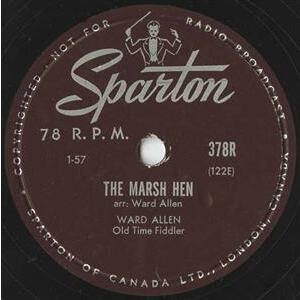 COPYRIGHTED - NOT FOR RADIO BROADCAST
Sparton
78 R.P.M.
1-57
378R
(122E)
THE MARSH HEN
arr: Ward Allen
WARD ALLEN
Old Time Fiddler
SPARTON OF CANADA LTD., LONDON, CANADA